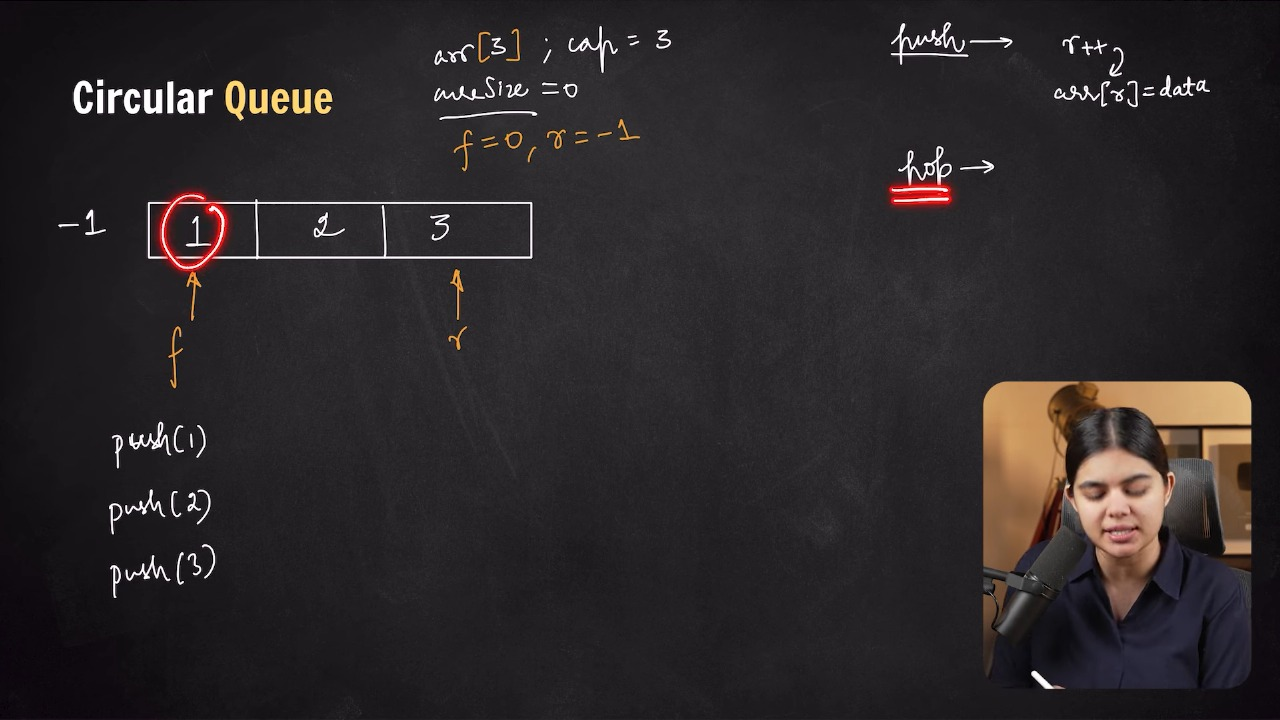 Circular Queue
arr[3] ; cap = 3
currSize = 0
f = 0, r = -1
push →
r++
arr[r] = data
pop →
-1
1 2 3
f
r
push(1)
push(2)
push(3)